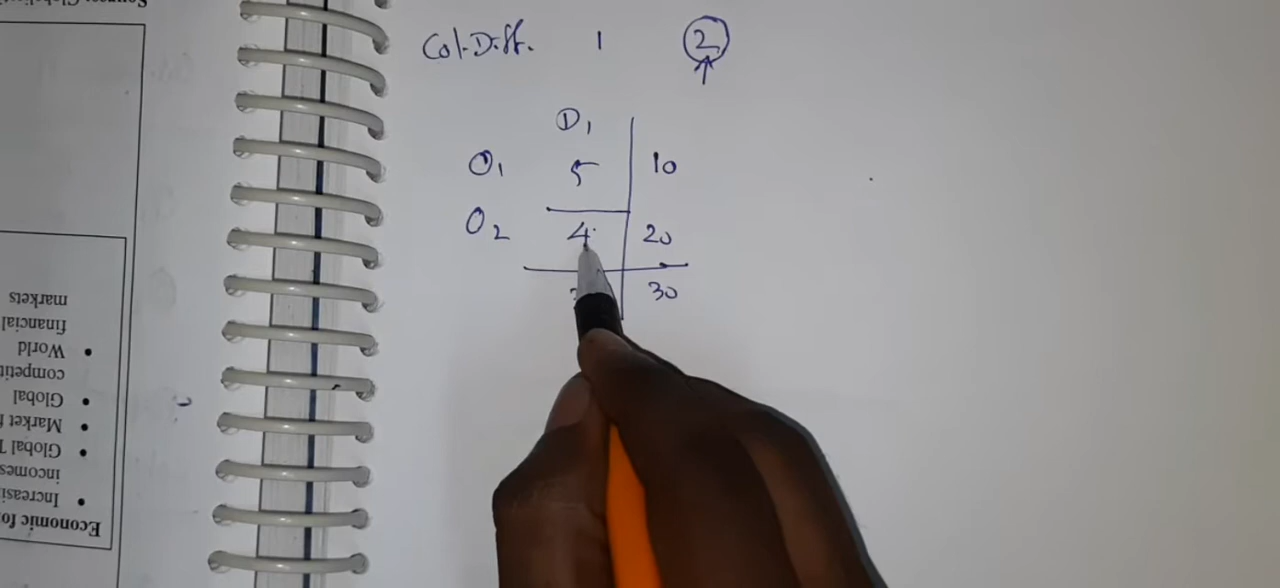 Col.Diff. 1 2
D1
O1 5 10
O2 4 20
30
Economic fo
• Increasi
incomes
• Global T
• Market f
• Global
competit
• World
financial
markets